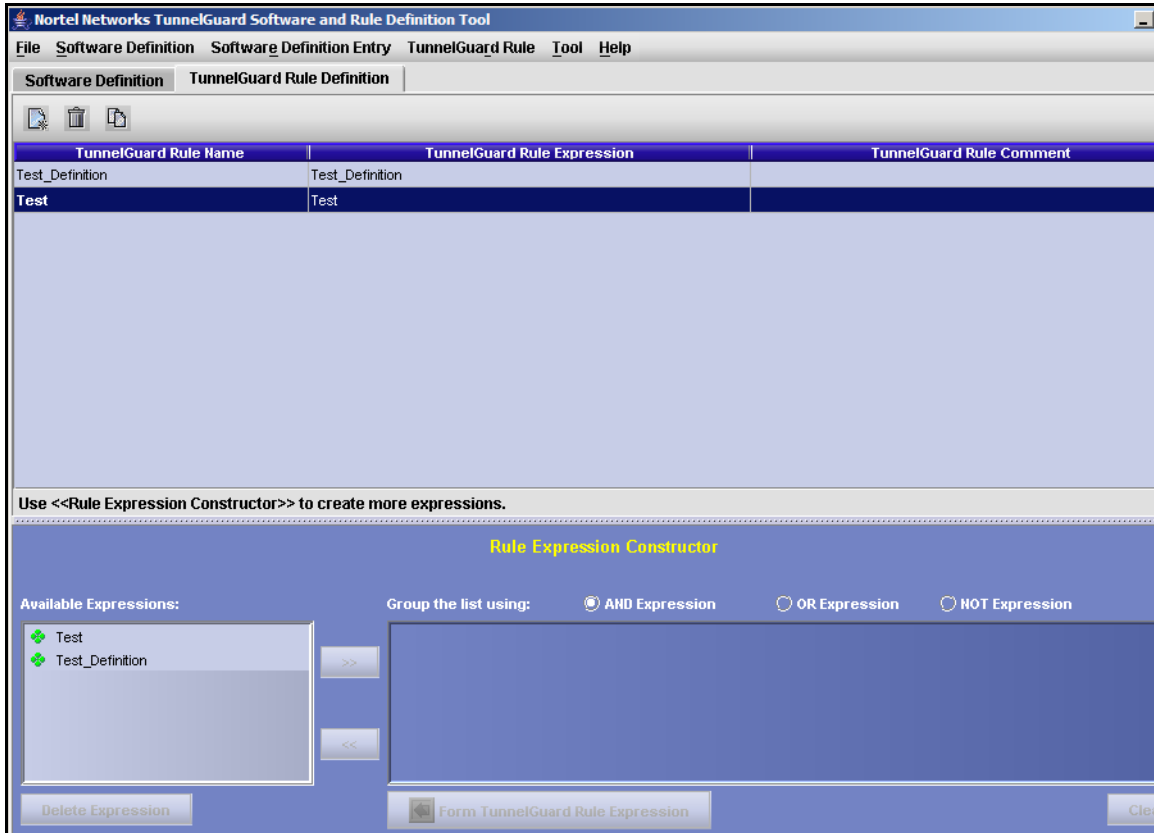 Nortel Networks TunnelGuard Software and Rule Definition Tool
File Software Definition Software Definition Entry TunnelGuard Rule Tool Help
Software Definition TunnelGuard Rule Definition
TunnelGuard Rule Name TunnelGuard Rule Expression TunnelGuard Rule Comment
Test_Definition Test_Definition
Test Test
Use <<Rule Expression Constructor>> to create more expressions.
Rule Expression Constructor
Available Expressions: Group the list using: AND Expression OR Expression NOT Expression
Test
Test_Definition
>>
<<
Delete Expression Form TunnelGuard Rule Expression